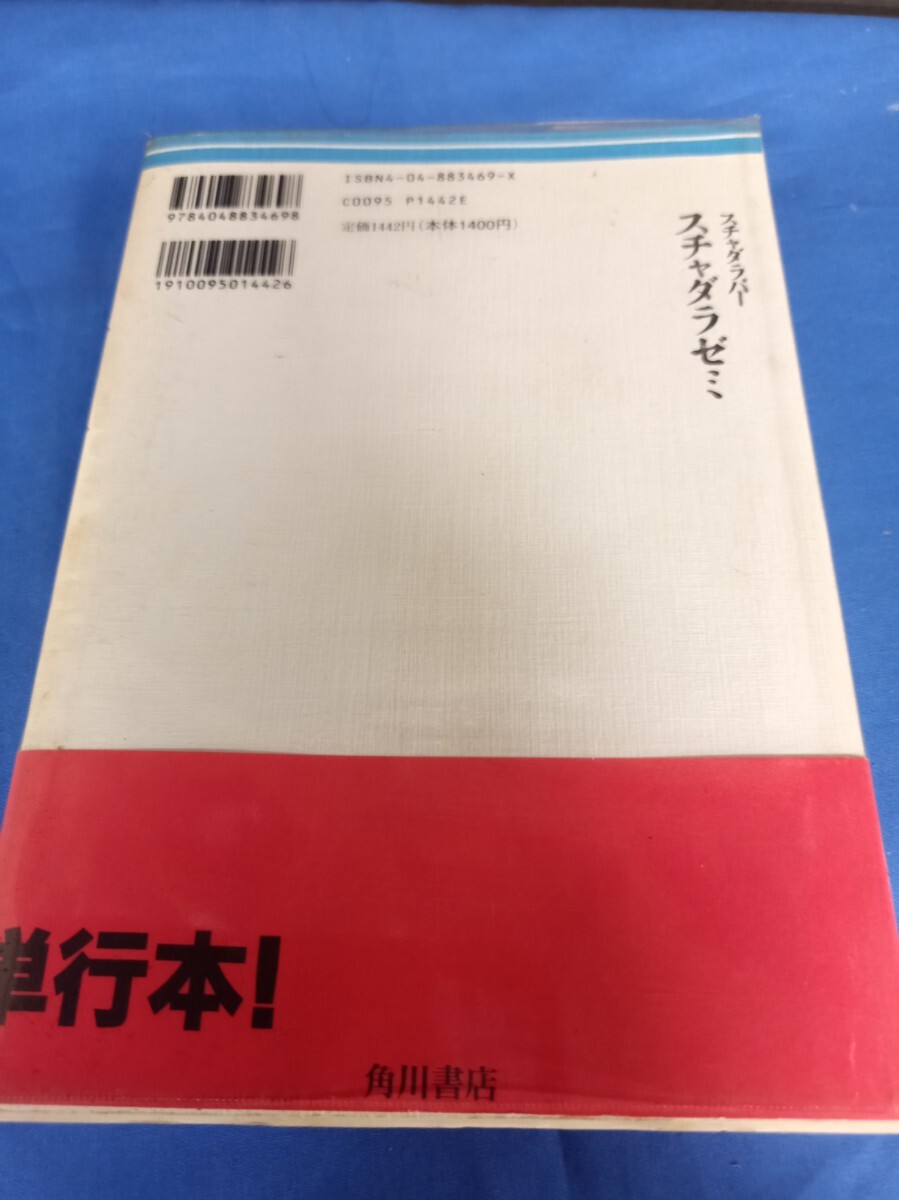 ISBN4-04-883469-X
C0095 P1442E
定価1442円(本体1400円)
9784048834698
1910095014426
スチャダラパー
スチャダラゼミ
単行本!
角川書店